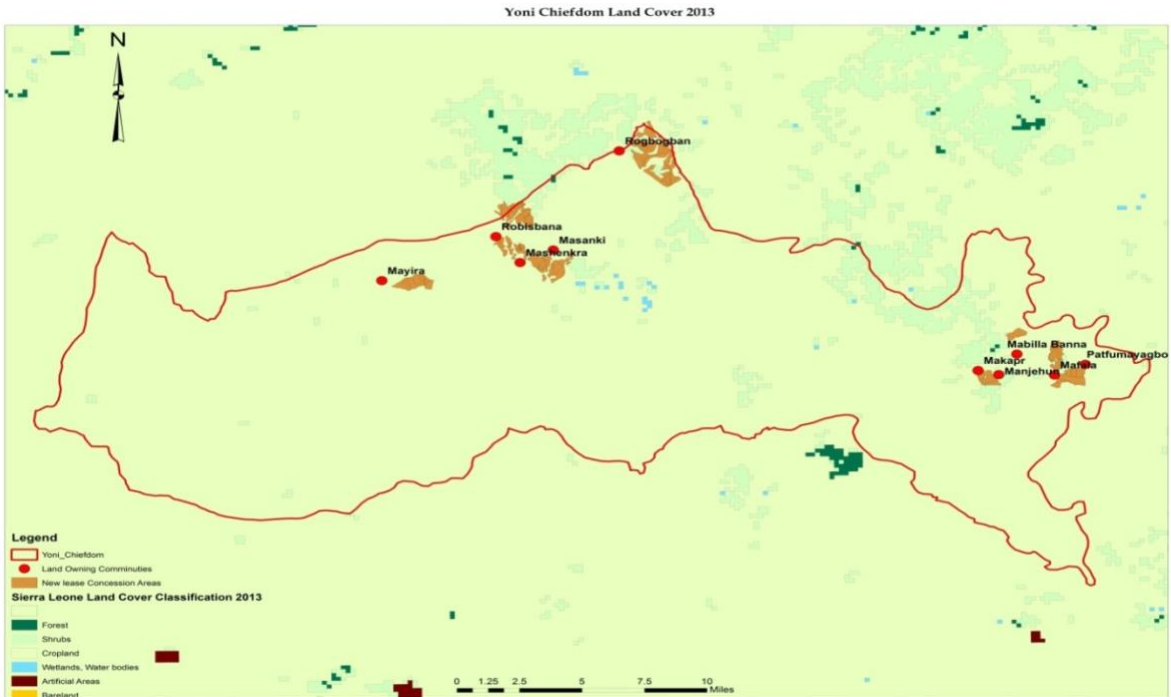 Yoni Chiefdom Land Cover 2013
N
Rogbogban
Robisbana
Masanki
Mashenkra
Mayira
Mabilla Banna
Patfumayagbo
Makapr
Manjehun
Legend
Yoni_Chiefdom
Land Owning Comminuties
New lease Concession Areas
Sierra Leone Land Cover Classification 2013
Forest
Shrubs
Cropland
Wetlands, Water bodies
Artificial Areas
Bareland
0 1.25 2.5 5 7.5 10
Miles